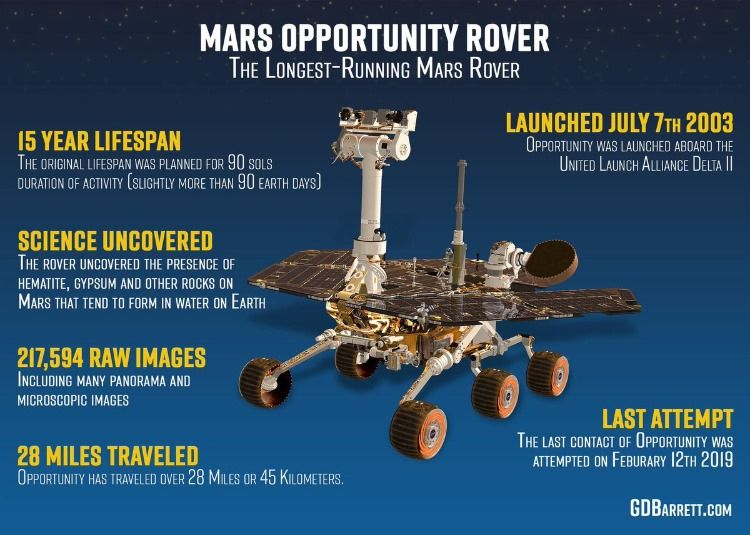 MARS OPPORTUNITY ROVER
THE LONGEST-RUNNING MARS ROVER
15 YEAR LIFESPAN
THE ORIGINAL LIFESPAN WAS PLANNED FOR 90 SOLS
DURATION OF ACTIVITY (SLIGHTLY MORE THAN 90 EARTH DAYS)
LAUNCHED JULY 7TH 2003
OPPORTUNITY WAS LAUNCHED ABOARD THE
UNITED LAUNCH ALLIANCE DELTA II
SCIENCE UNCOVERED
THE ROVER UNCOVERED THE PRESENCE OF
HEMATITE, GYPSUM AND OTHER ROCKS ON
MARS THAT TEND TO FORM IN WATER ON EARTH
217,594 RAW IMAGES
INCLUDING MANY PANORAMA AND
MICROSCOPIC IMAGES
28 MILES TRAVELED
OPPORTUNITY HAS TRAVELED OVER 28 MILES OR 45 KILOMETERS.
LAST ATTEMPT
THE LAST CONTACT OF OPPORTUNITY WAS
ATTEMPTED ON FEBURARY 12TH 2019
GDBARRETT.COM